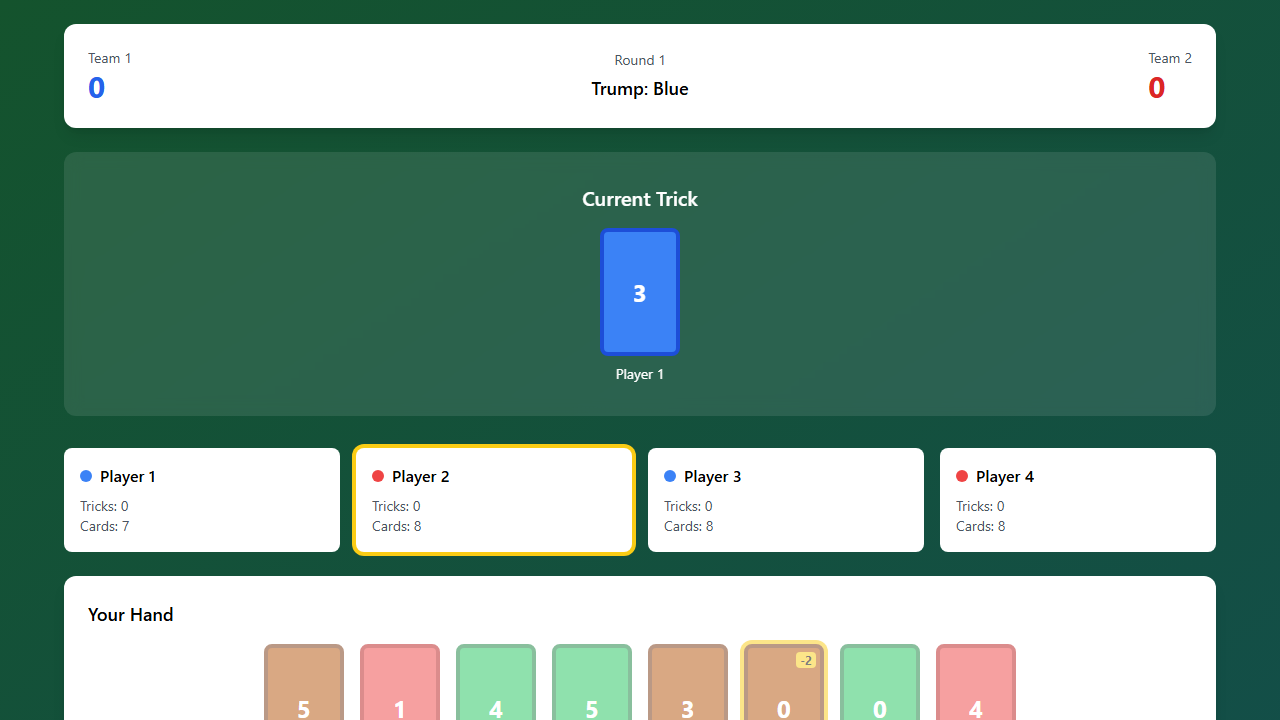 Team 1
0
Round 1
Trump: Blue
Team 2
0
Current Trick
3
Player 1
Player 1
Tricks: 0
Cards: 7
Player 2
Tricks: 0
Cards: 8
Player 3
Tricks: 0
Cards: 8
Player 4
Tricks: 0
Cards: 8
Your Hand
-2
5 1 4 5 3 0 0 4